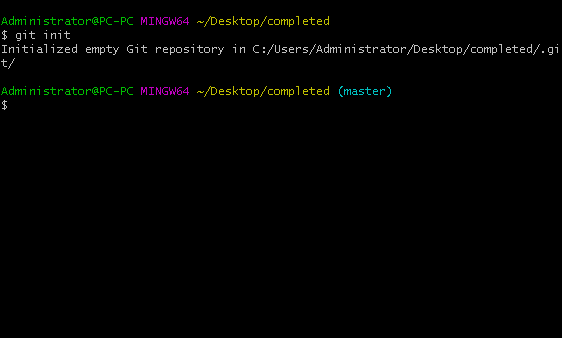 Administrator@PC-PC MINGW64 ~/Desktop/completed
$ git init
Initialized empty Git repository in C:/Users/Administrator/Desktop/completed/.gi
t/
Administrator@PC-PC MINGW64 ~/Desktop/completed (master)
$